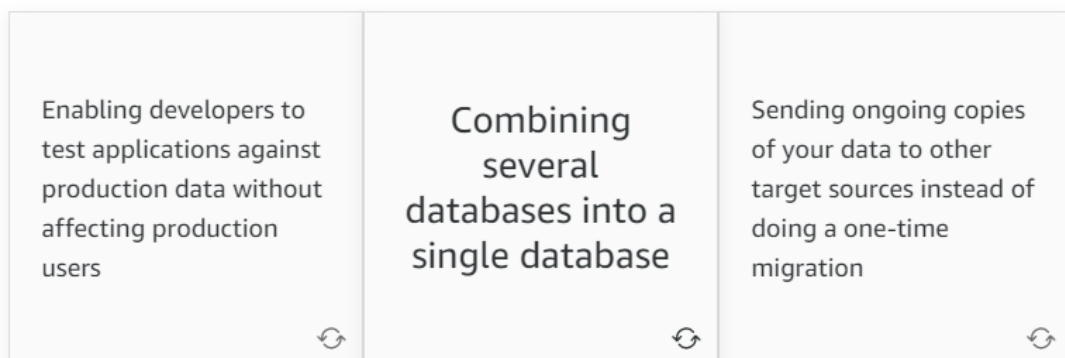 Enabling developers to
test applications against
production data without
affecting production
users
Combining
several
databases into a
single database
Sending ongoing copies
of your data to other
target sources instead of
doing a one-time
migration